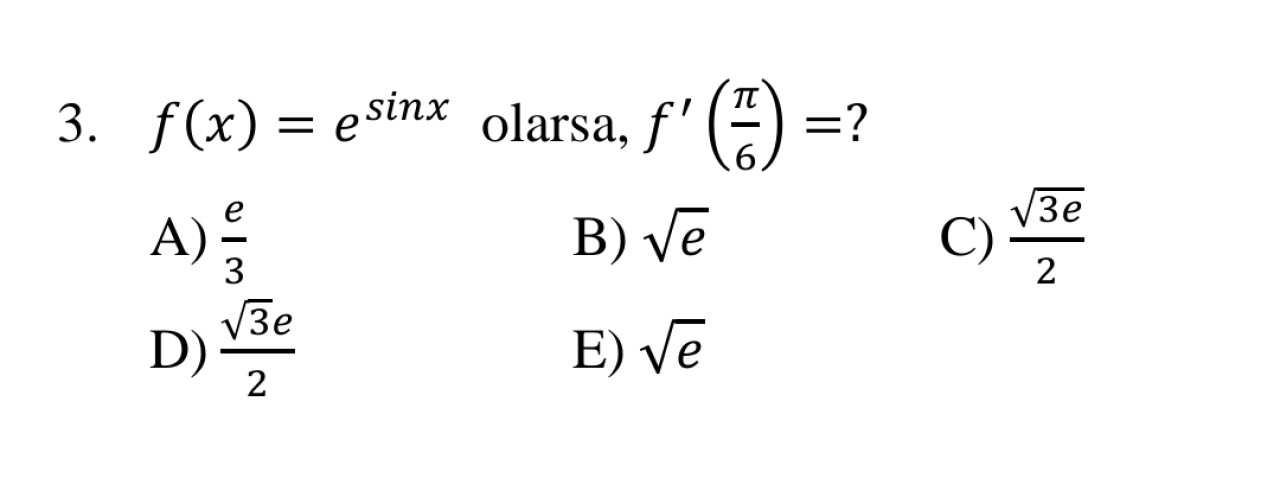 3. f(x) = e^{sinx} olarsa, f′(π/6) =?
A) e/3 B) √e C) √(3e)/2
D) √3e/2 E) √e